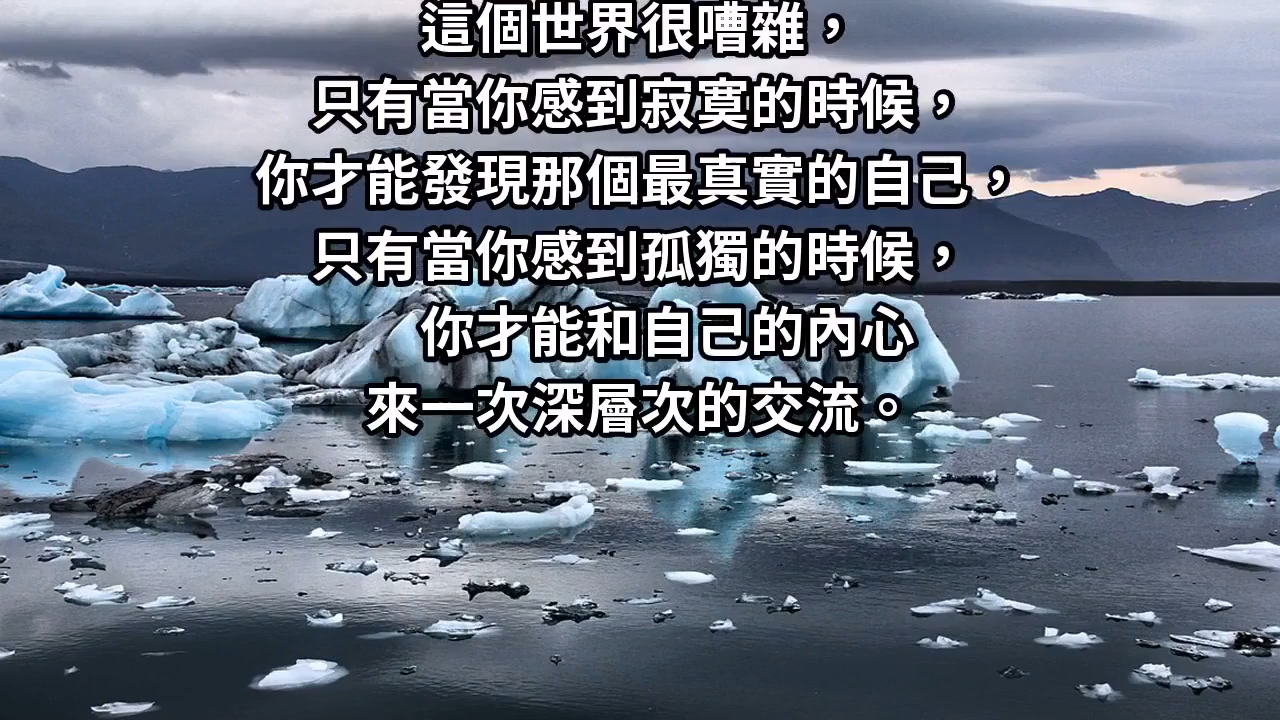 這個世界很嘈雜，
只有當你感到寂寞的時候，
你才能發現那個最真實的自己，
只有當你感到孤獨的時候，
你才能和自己的內心
來一次深層次的交流。